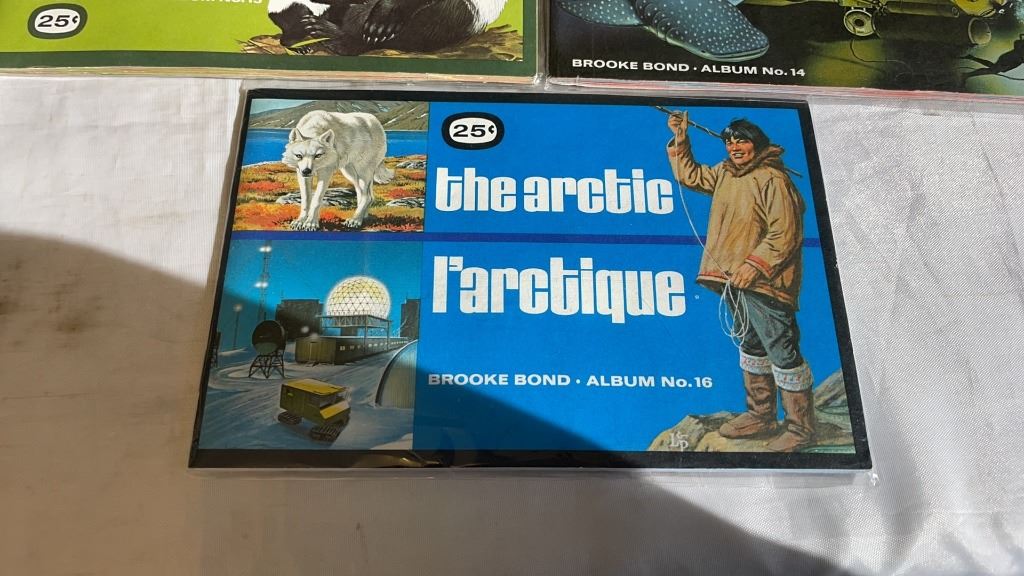 25¢
BROOKE BOND · ALBUM No. 14
25¢
the arctic
l'arctique
BROOKE BOND · ALBUM No. 16